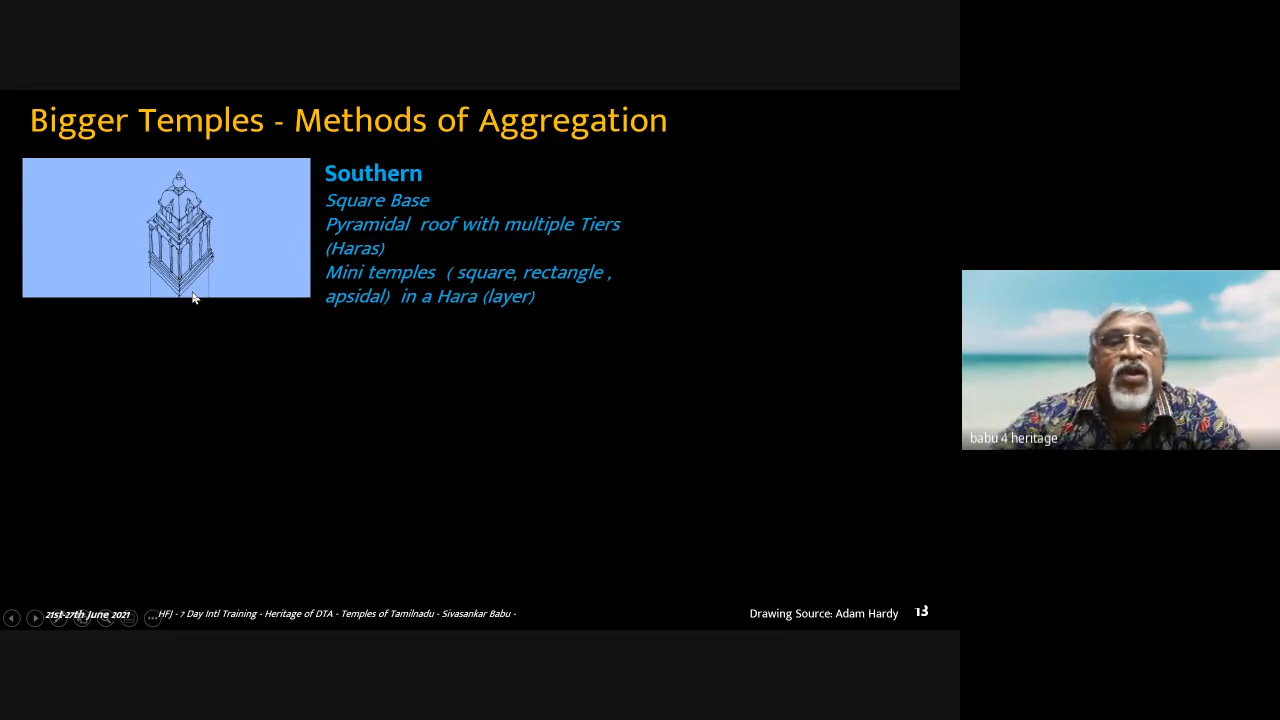 Bigger Temples - Methods of Aggregation
Southern
Square Base
Pyramidal roof with multiple Tiers
(Haras)
Mini temples ( square, rectangle ,
apsidal) in a Hara (layer)
babu 4 heritage
21st-27th June 2021
HFJ - 7 Day Intl Training - Heritage of DTA - Temples of Tamilnadu - Sivasankar Babu -
Drawing Source: Adam Hardy
13